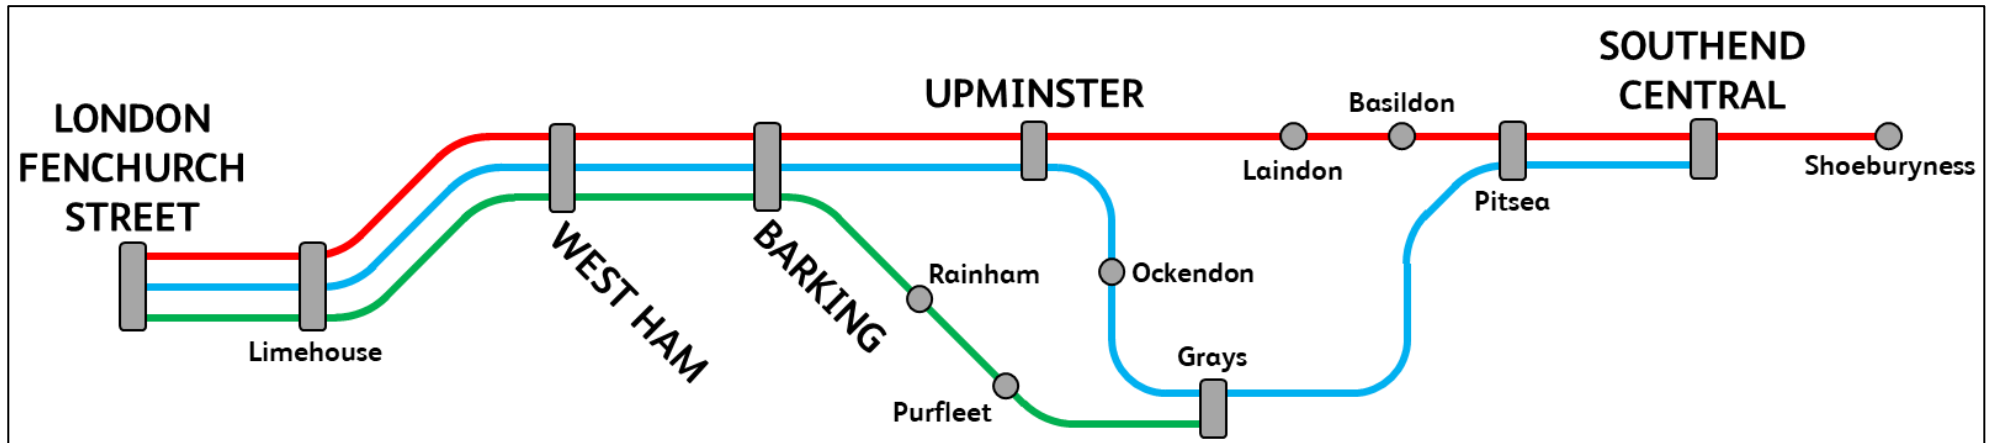 LONDON
FENCHURCH
STREET
Limehouse
WEST HAM
BARKING
UPMINSTER
Rainham
Purfleet
Ockendon
Grays
Laindon
Basildon
Pitsea
SOUTHEND
CENTRAL
Shoeburyness